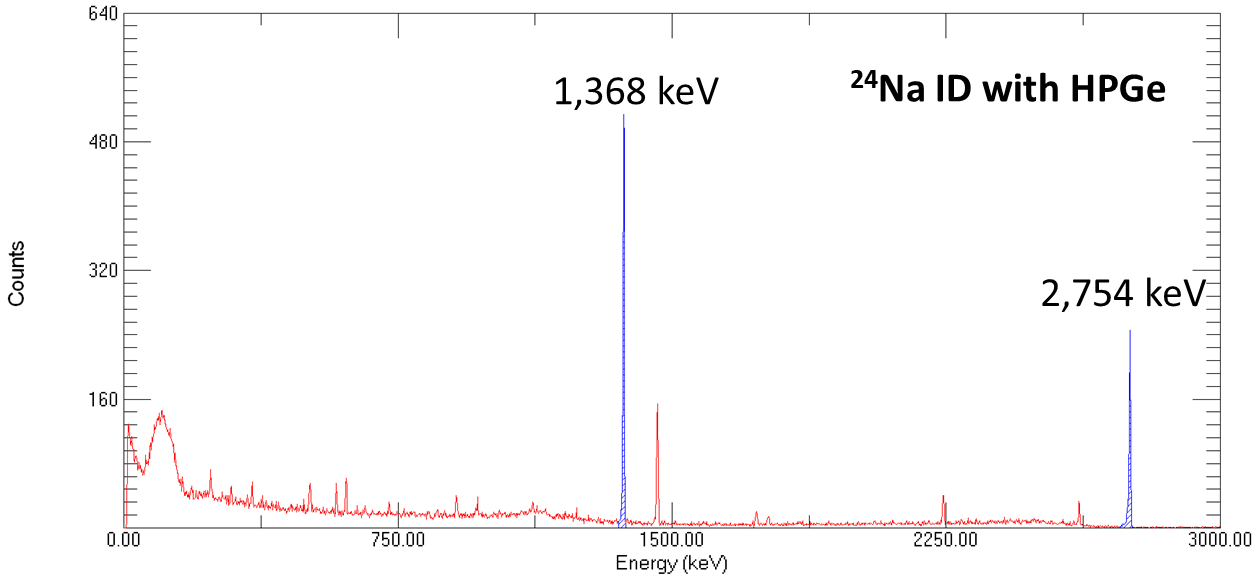 640
1,368 keV
²⁴Na ID with HPGe
480
Counts
320
2,754 keV
160
0.00 750.00 1500.00 2250.00 3000.00
Energy (keV)